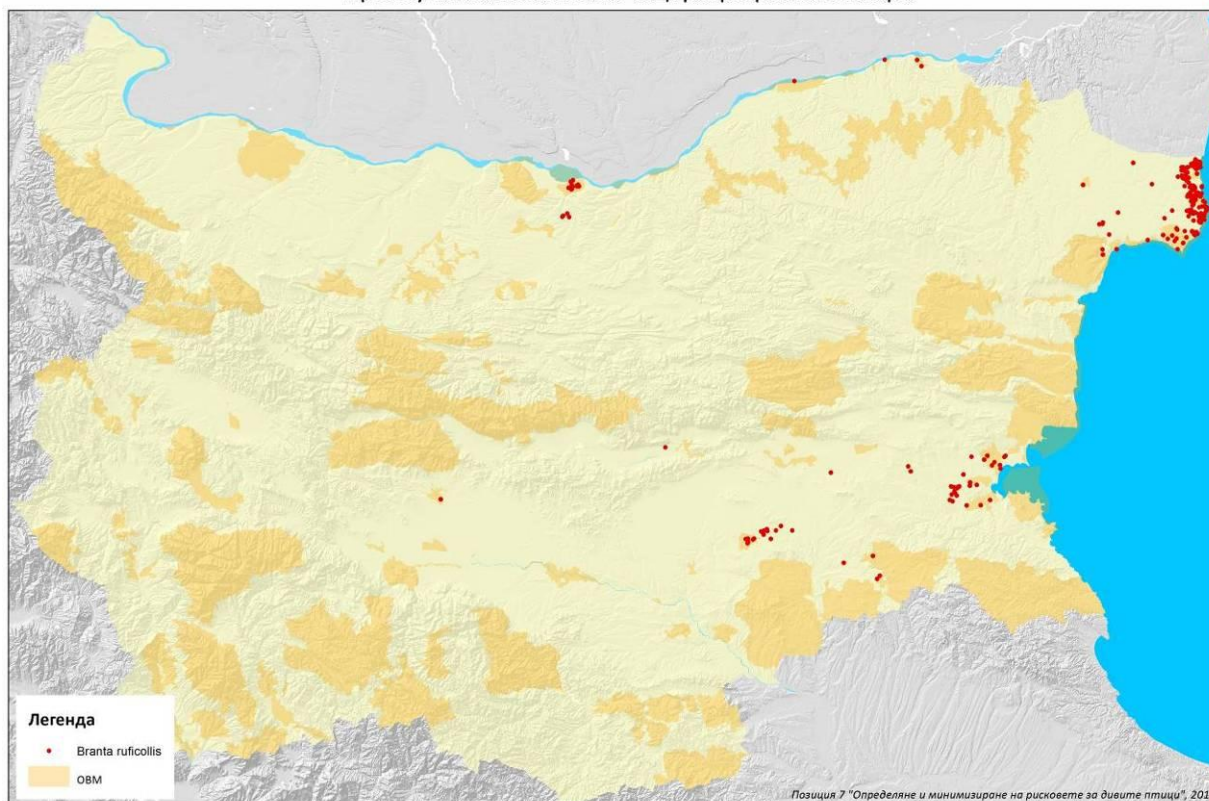 Легенда
Branta ruficollis
ОВМ
Позиция 7 "Определяне и минимизиране на рисковете за дивите птици", 201